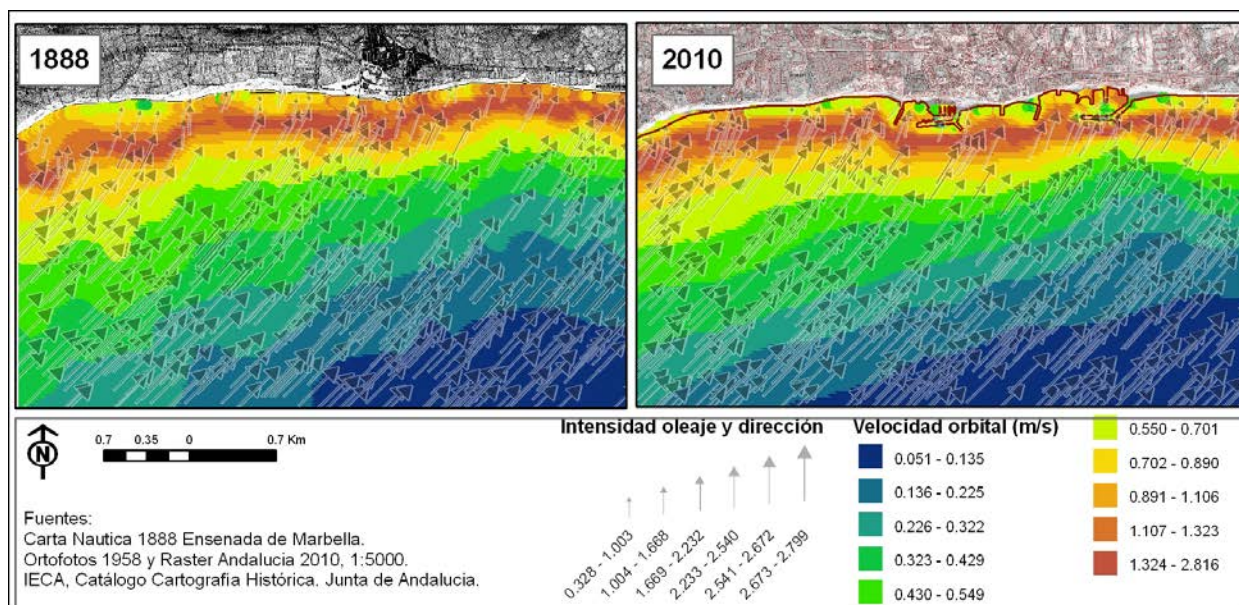 1888
2010
0.7 0.35 0 0.7 Km
N
Fuentes:
Carta Nautica 1888 Ensenada de Marbella.
Ortofotos 1958 y Raster Andalucia 2010, 1:5000.
IECA, Catálogo Cartografía Histórica. Junta de Andalucia.
Intensidad oleaje y dirección
0.328 - 1.003
1.004 - 1.668
1.669 - 2.232
2.233 - 2.540
2.541 - 2.672
2.673 - 2.799
Velocidad orbital (m/s)
0.051 - 0.135
0.136 - 0.225
0.226 - 0.322
0.323 - 0.429
0.430 - 0.549
0.550 - 0.701
0.702 - 0.890
0.891 - 1.106
1.107 - 1.323
1.324 - 2.816